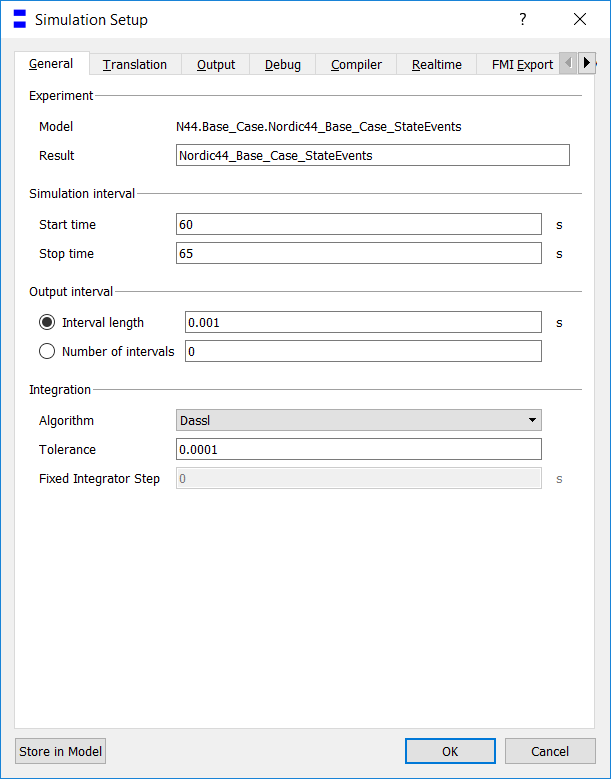 Simulation Setup ?
General Translation Output Debug Compiler Realtime FMI Export
Experiment
Model N44.Base_Case.Nordic44_Base_Case_StateEvents
Result Nordic44_Base_Case_StateEvents
Simulation interval
Start time 60 s
Stop time 65 s
Output interval
Interval length 0.001 s
Number of intervals 0
Integration
Algorithm Dassl
Tolerance 0.0001
Fixed Integrator Step 0 s
Store in Model OK Cancel